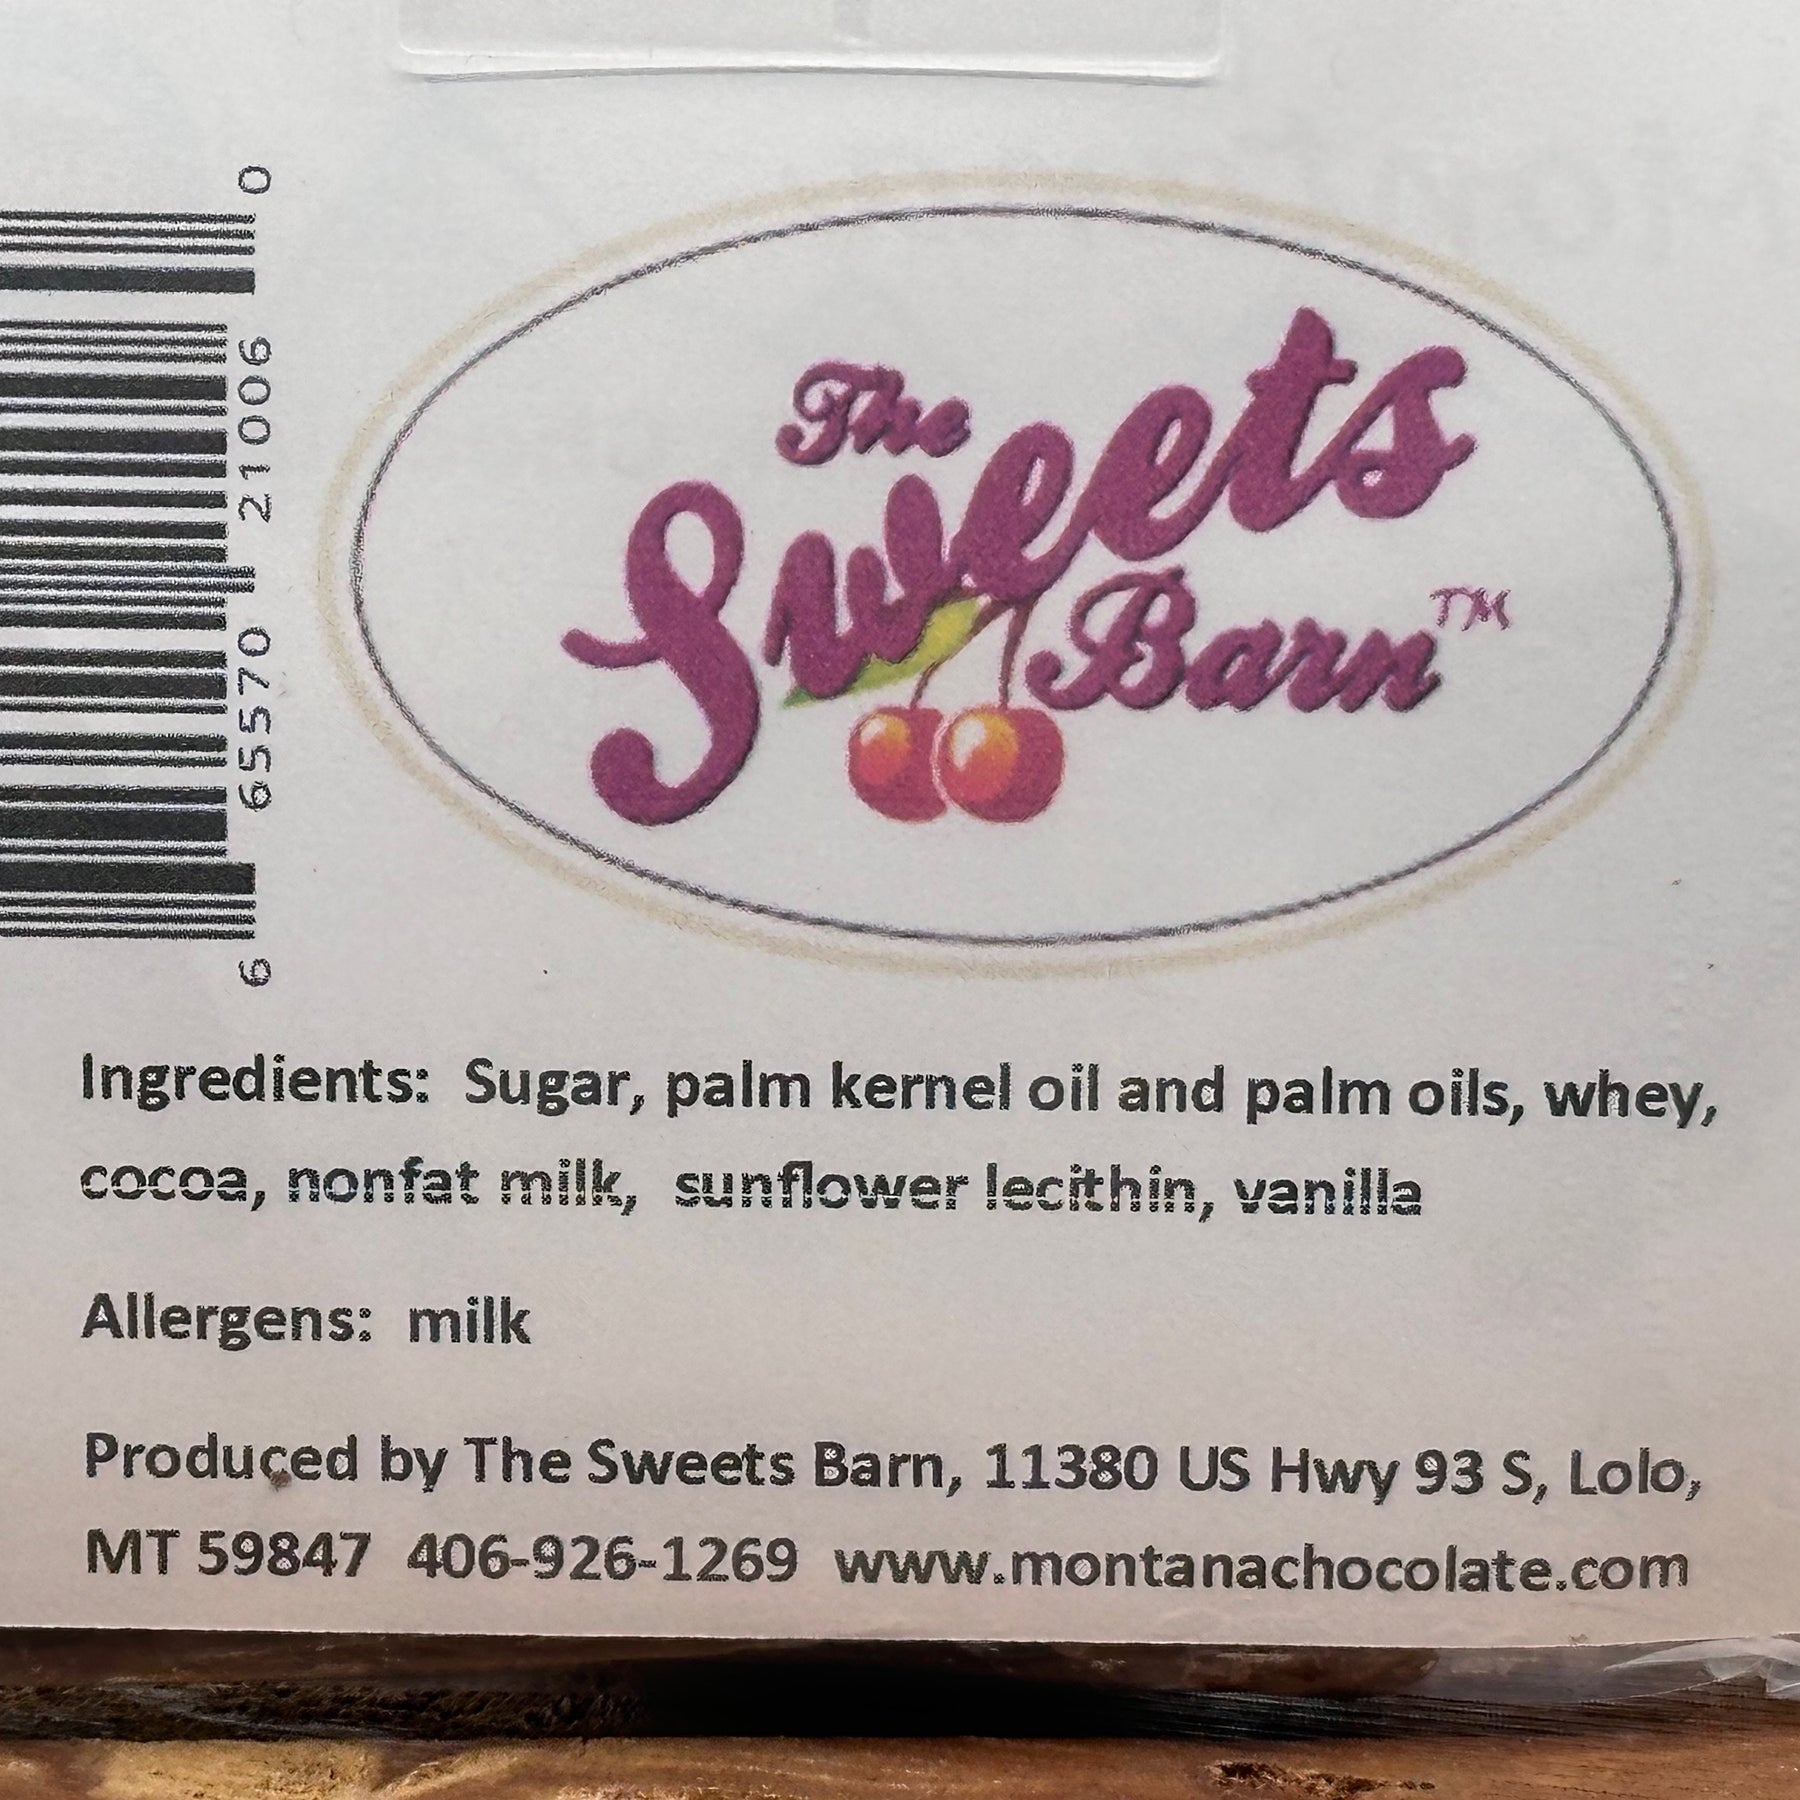 6 65570 21006 0
The
Sweets
Barn™
Ingredients:  Sugar, palm kernel oil and palm oils, whey,
cocoa, nonfat milk,  sunflower lecithin, vanilla
Allergens:  milk
Produced by The Sweets Barn, 11380 US Hwy 93 S, Lolo,
MT 59847  406-926-1269  www.montanachocolate.com